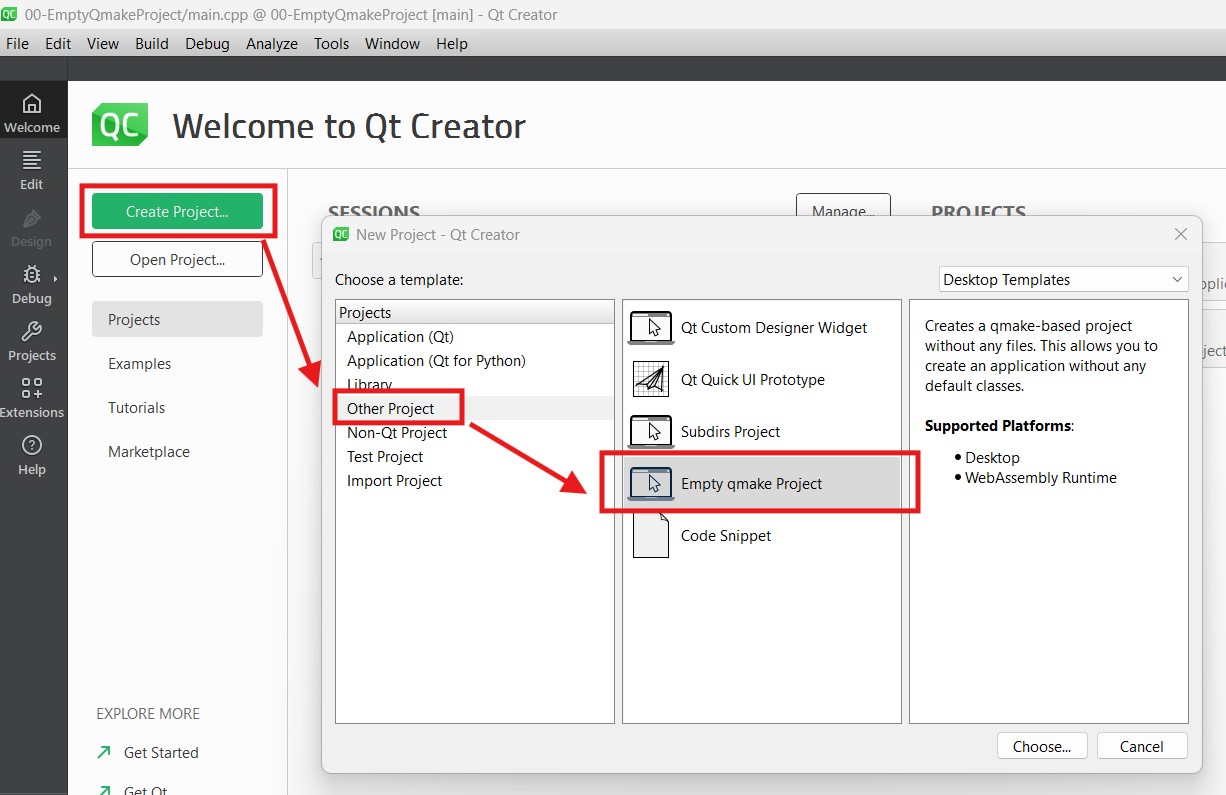 QC 00-EmptyQmakeProject/main.cpp @ 00-EmptyQmakeProject [main] - Qt Creator
File Edit View Build Debug Analyze Tools Window Help
Welcome
Edit
Design
Debug
Projects
Extensions
Help
QC Welcome to Qt Creator
Create Project...
Open Project...
Projects
Examples
Tutorials
Marketplace
EXPLORE MORE
Get Started
Get Qt
SESSIONS
Manage...
PROJECTS
QC New Project - Qt Creator
Choose a template:
Desktop Templates
Projects
Application (Qt)
Application (Qt for Python)
Library
Other Project
Non-Qt Project
Test Project
Import Project
Qt Custom Designer Widget
Qt Quick UI Prototype
Subdirs Project
Empty qmake Project
Code Snippet
Creates a qmake-based project
without any files. This allows you to
create an application without any
default classes.
Supported Platforms:
• Desktop
• WebAssembly Runtime
Choose...
Cancel